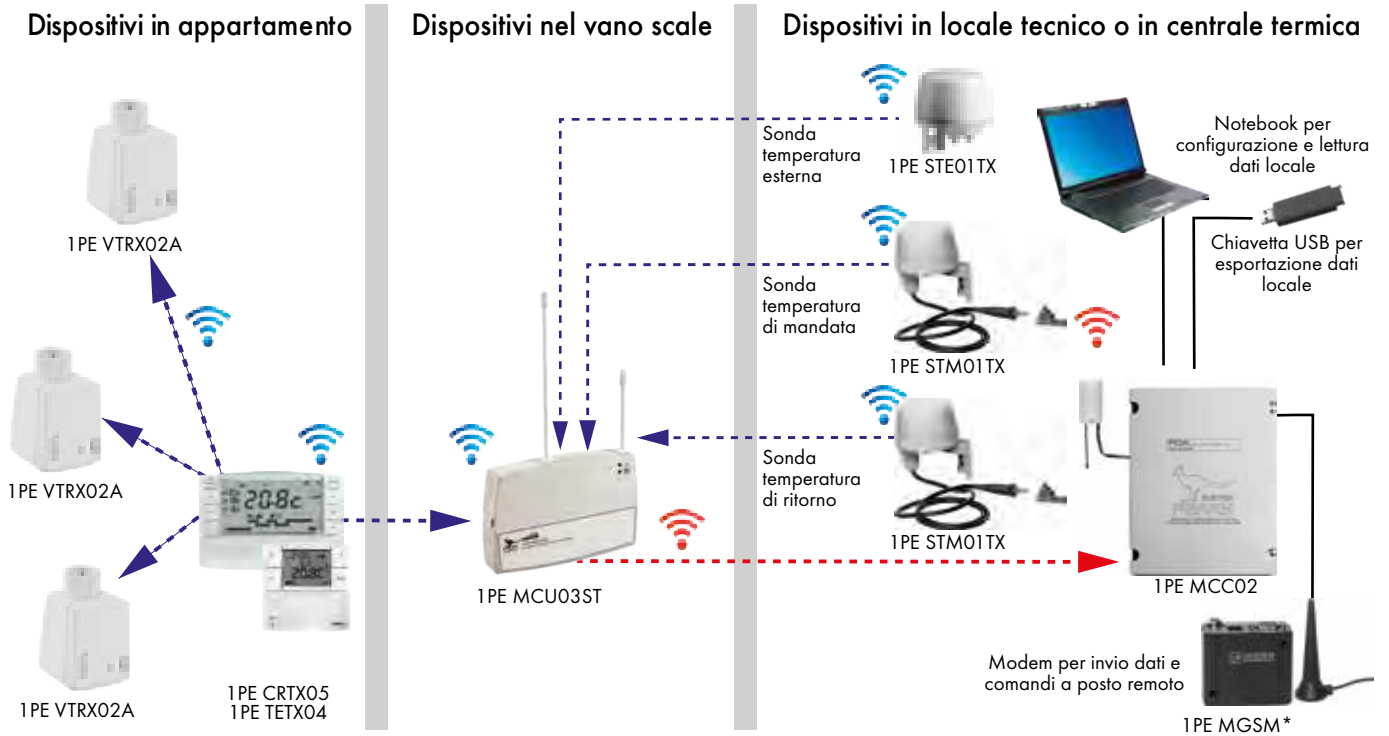 Dispositivi in appartamento
Dispositivi nel vano scale
Dispositivi in locale tecnico o in centrale termica
1PE VTRX02A
1PE VTRX02A
1PE VTRX02A
20.8c
20.8c
1PE CRTX05
1PE TETX04
1PE MCU03ST
Sonda
temperatura
esterna
1PE STE01TX
Sonda
temperatura
di mandata
1PE STM01TX
Sonda
temperatura
di ritorno
1PE STM01TX
Notebook per
configurazione e lettura
dati locale
Chiavetta USB per
esportazione dati
locale
1PE MCC02
Modem per invio dati e
comandi a posto remoto
1PE MGSM*